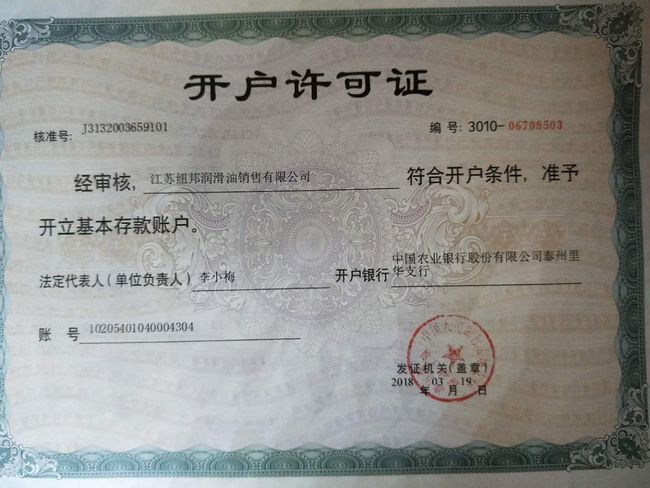 开户许可证
核准号: J3132003659101
编号: 3010-06708503
经审核, 江苏纽邦润滑油销售有限公司 符合开户条件, 准予
开立基本存款账户。
法定代表人(单位负责人) 李小梅
开户银行 中国农业银行股份有限公司泰州里
华支行
账 号 10205401040004304
发证机关(盖章)
2018 年 03 月 19 日